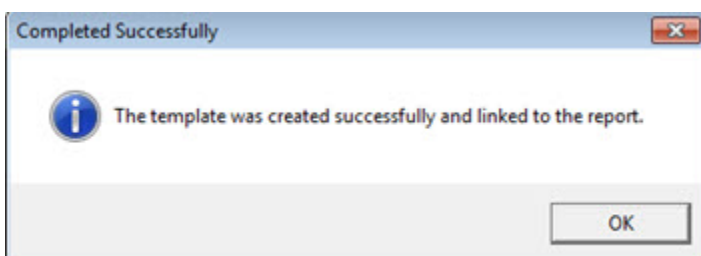 Completed Successfully
The template was created successfully and linked to the report.
OK